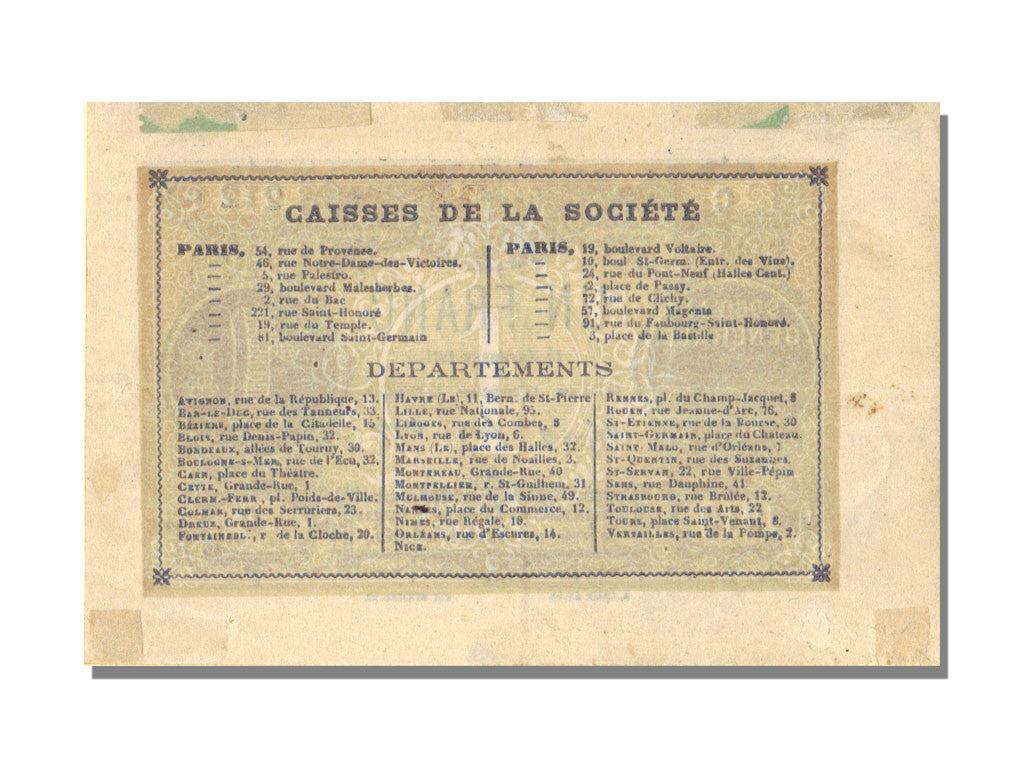 CAISSES DE LA SOCIÉTÉ
PARIS, 54, rue de Provence.
— 46, rue Notre-Dame-des-Victoires.
— 5, rue Palestro.
— 29, boulevard Malesherbes.
— 2, rue du Bac
— 221, rue Saint-Honoré
— 19, rue du Temple.
— 81, boulevard Saint-Germain
PARIS, 19, boulevard Voltaire.
— 10, boul St-Germ. (Entr. des Vins).
— 24, rue du Pont-Neuf (Halles Cent.)
— 2, place de Passy.
— 72, rue de Clichy.
— 57, boulevard Magenta
— 91, rue du Faubourg-Saint-Honoré.
— 3, place de la Bastille
DEPARTEMENTS
AVIGNON, rue de la République, 13.
BAR-LE-DUC, rue des Tanneurs, 33.
BÉZIERS, place de la Citadelle, 15
BLOIS, rue Denis-Papin, 32.
BORDEAUX, allées de Tourny, 30.
BOULOGNE-S-MER, rue de l'Écu, 32.
CAEN, place du Théatre.
CETTE, Grande-Rue, 1
CLERM.-FERR, pl. Poids-de-Ville.
COLMAR, rue des Serruriers, 23.
DREUX, Grande-Rue, 1.
FONTAINEBL., r de la Cloche, 20.
HAVRE (LE), 11, Bern. de St-Pierre
LILLE, rue Nationale, 95.
LIMOGES, rue des Combes, 8
LYON, rue de Lyon, 6.
MANS (LE), place des Halles, 32.
MARSEILLE, rue de Noailles, 3.
MONTEREAU, Grande-Rue, 40
MONTPELLIER, r. St-Guilhem, 31
MULHOUSE, rue de la Sinne, 49.
NANTES, place du Commerce, 12.
NIMES, rue Régale, 19.
ORLÉANS, rue d'Escures, 14.
NICE.
RENNES, pl. du Champ-Jacquet, 8
ROUEN, rue Jeanne-d'Arc, 76.
ST-ÉTIENNE, rue de la Bourse, 30
SAINT-GERMAIN, place du Chateau.
SAINT MALO, rue d'Orléans, 7
ST-QUENTIN, rue des Suzannes.
ST-SERVAN, 22, rue Ville-Pépin
SENS, rue Dauphine, 41
STRASBOURG, rue Brûlée, 12.
TOULOUSE, rue des Arts, 22
TOURS, place Saint-Venant, 8.
VERSAILLES, rue de la Pompe, 2.